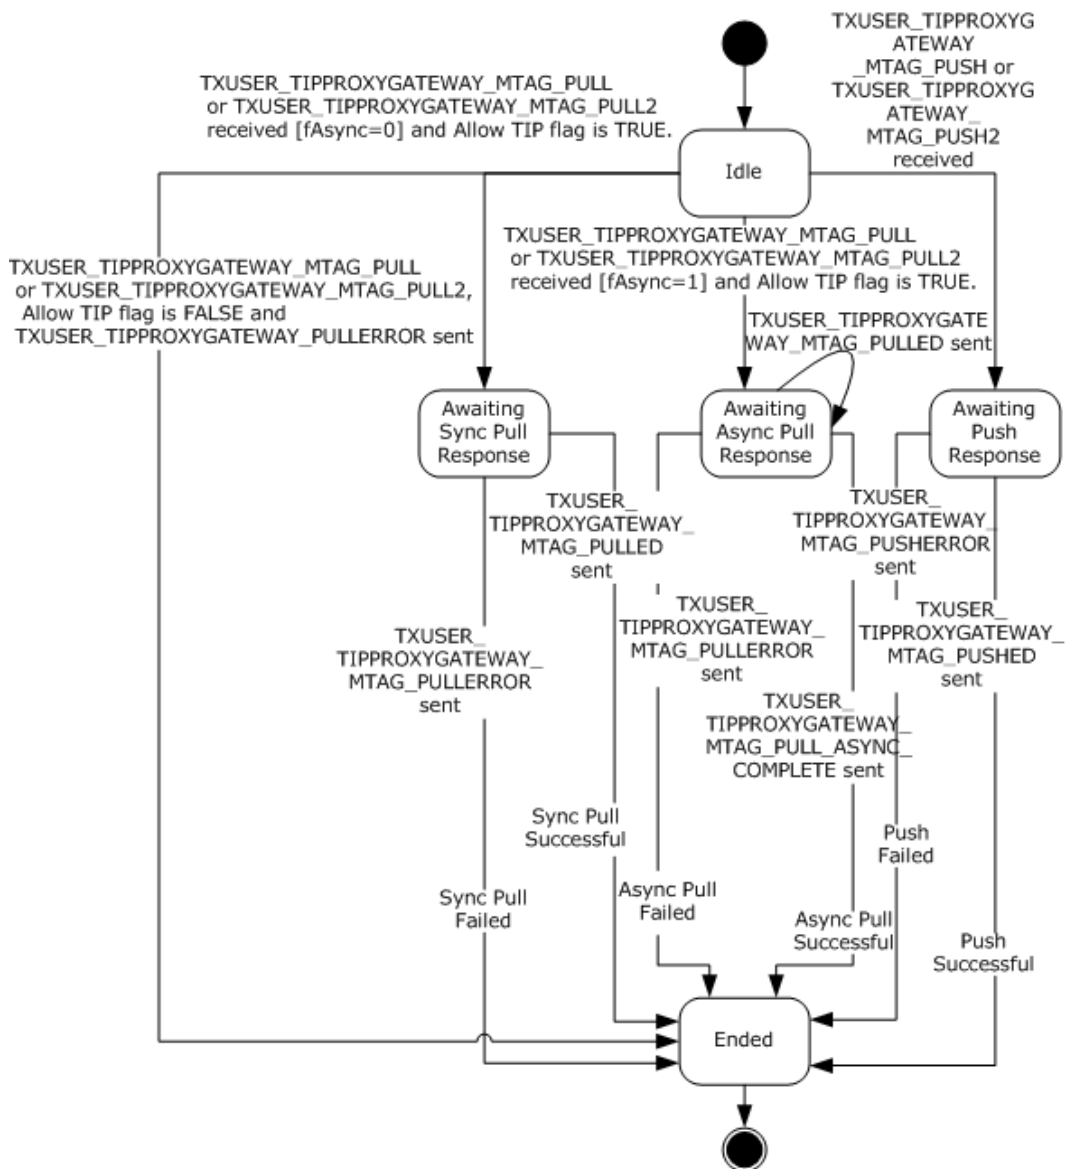 TXUSER_TIPPROXYG
ATEWAY
_MTAG_PUSH or
TXUSER_TIPPROXYG
ATEWAY_
MTAG_PUSH2
received
TXUSER_TIPPROXYGATEWAY_MTAG_PULL
or TXUSER_TIPPROXYGATEWAY_MTAG_PULL2
received [fAsync=0] and Allow TIP flag is TRUE.
Idle
TXUSER_TIPPROXYGATEWAY_MTAG_PULL
or TXUSER_TIPPROXYGATEWAY_MTAG_PULL2
received [fAsync=1] and Allow TIP flag is TRUE.
TXUSER_TIPPROXYGATEWAY_MTAG_PULL
or TXUSER_TIPPROXYGATEWAY_MTAG_PULL2,
Allow TIP flag is FALSE and
TXUSER_TIPPROXYGATEWAY_PULLERROR sent
TXUSER_TIPPROXYGATE
WAY_MTAG_PULLED sent
Awaiting
Sync Pull
Response
Awaiting
Async Pull
Response
Awaiting
Push
Response
TXUSER_
TIPPROXYGATEWAY_
MTAG_PULLED
sent
TXUSER_
TIPPROXYGATEWAY_
MTAG_PUSHERROR
sent
TXUSER_
TIPPROXYGATEWAY_
MTAG_PULLERROR
sent
TXUSER_
TIPPROXYGATEWAY_
MTAG_PULLERROR
sent
TXUSER_
TIPPROXYGATEWAY_
MTAG_PUSHED
sent
TXUSER_
TIPPROXYGATEWAY_
MTAG_PULL_ASYNC_
COMPLETE sent
Sync Pull
Successful
Push
Failed
Sync Pull
Failed
Async Pull
Failed
Async Pull
Successful
Push
Successful
Ended